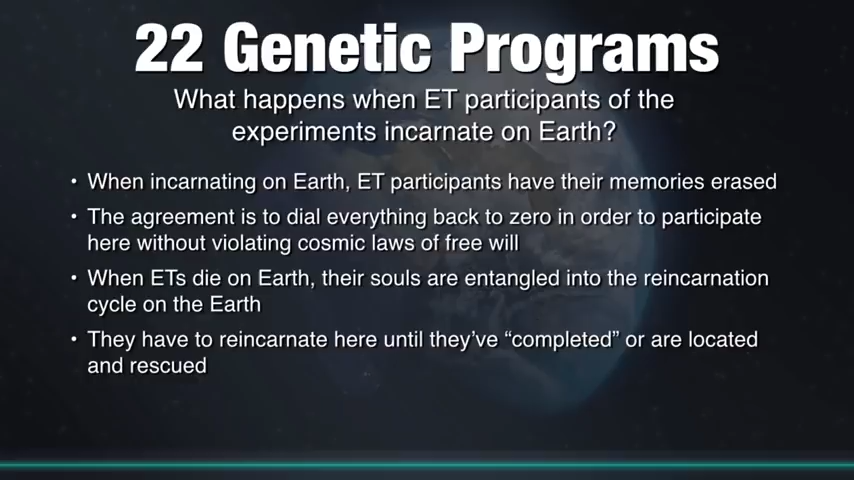 22 Genetic Programs
What happens when ET participants of the
experiments incarnate on Earth?
• When incarnating on Earth, ET participants have their memories erased
• The agreement is to dial everything back to zero in order to participate
here without violating cosmic laws of free will
• When ETs die on Earth, their souls are entangled into the reincarnation
cycle on the Earth
• They have to reincarnate here until they've “completed” or are located
and rescued